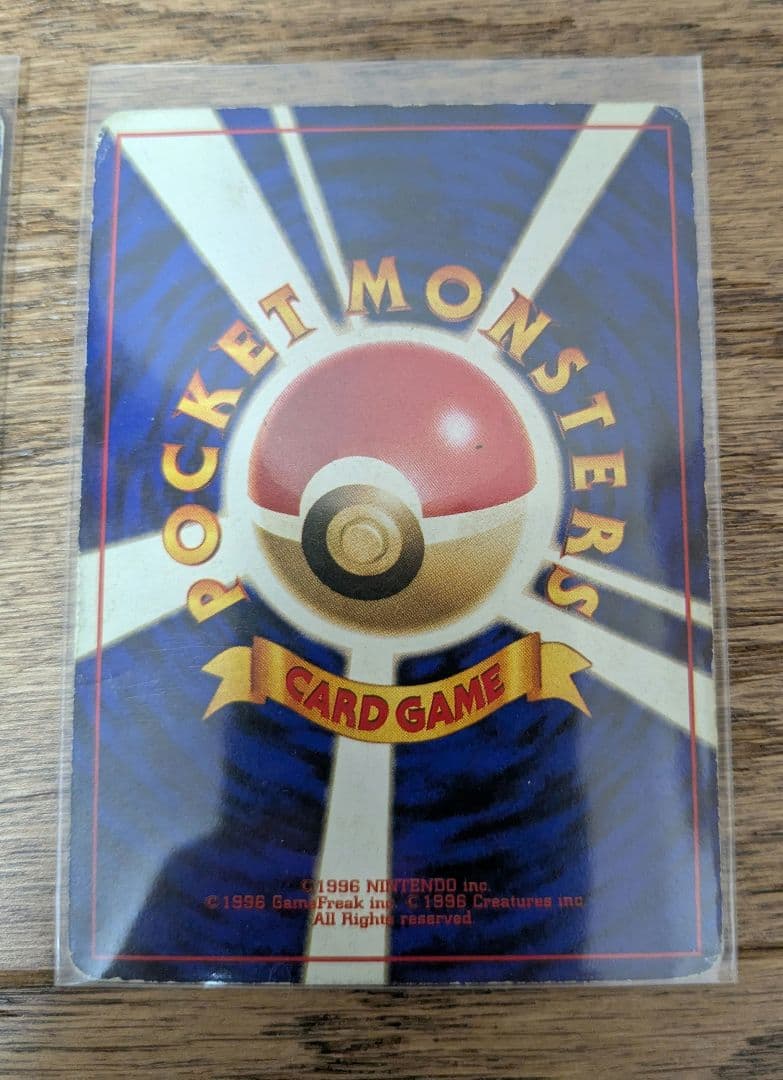 POCKET MONSTERS
CARD GAME
©1996 NINTENDO inc.
©1996 GameFreak inc. ©1996 Creatures inc.
All Rights reserved.